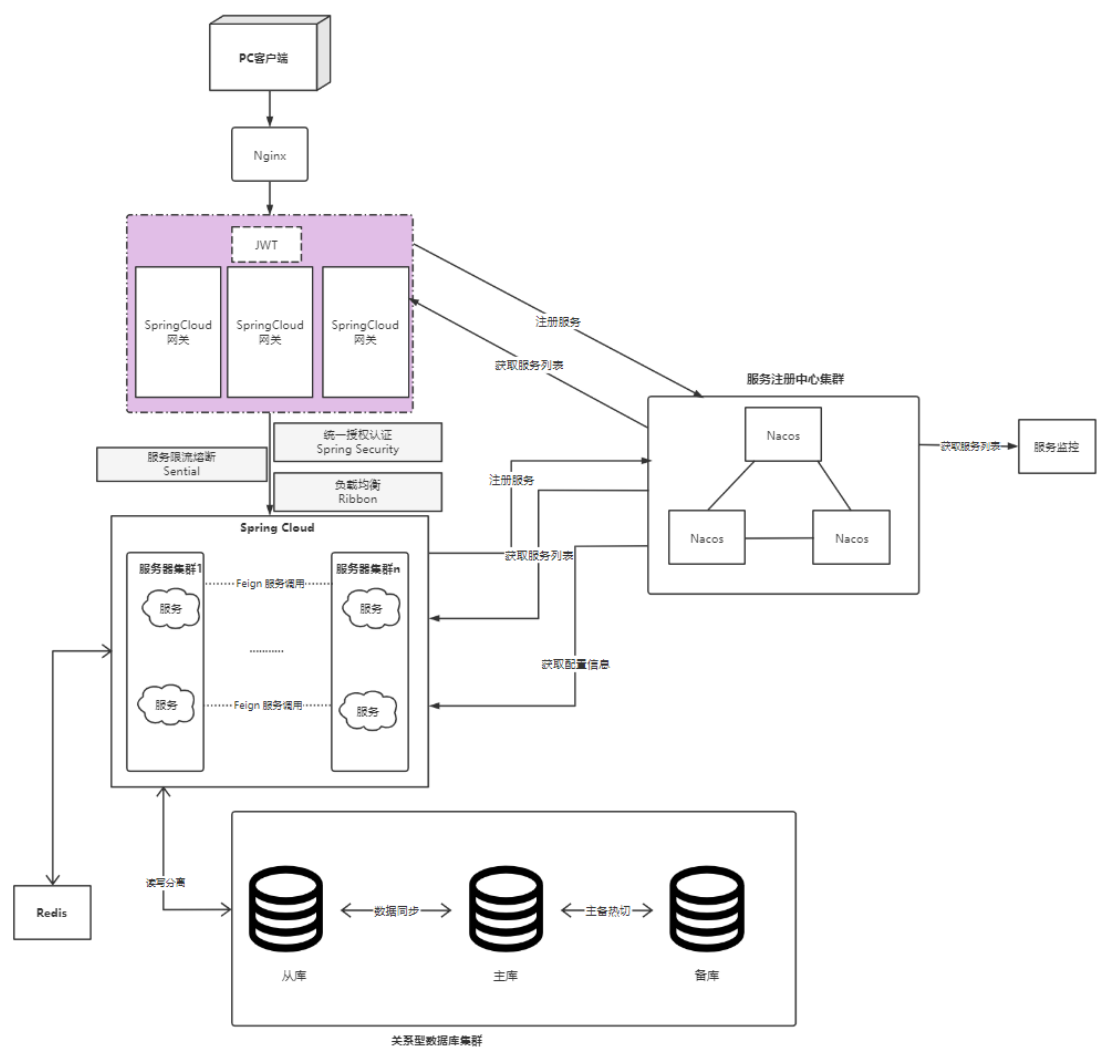 PC客户端
Nginx
JWT
SpringCloud
网关
SpringCloud
网关
SpringCloud
网关
注册服务
获取服务列表
服务注册中心集群
Nacos
Nacos
Nacos
获取服务列表
服务监控
统一授权认证
Spring Security
服务限流熔断
Sential
负载均衡
Ribbon
注册服务
获取服务列表
获取配置信息
Spring Cloud
服务器集群1
服务器集群n
Feign 服务调用
服务
服务
...........
Feign 服务调用
服务
服务
读写分离
Redis
数据同步
主备热切
从库
主库
备库
关系型数据库集群